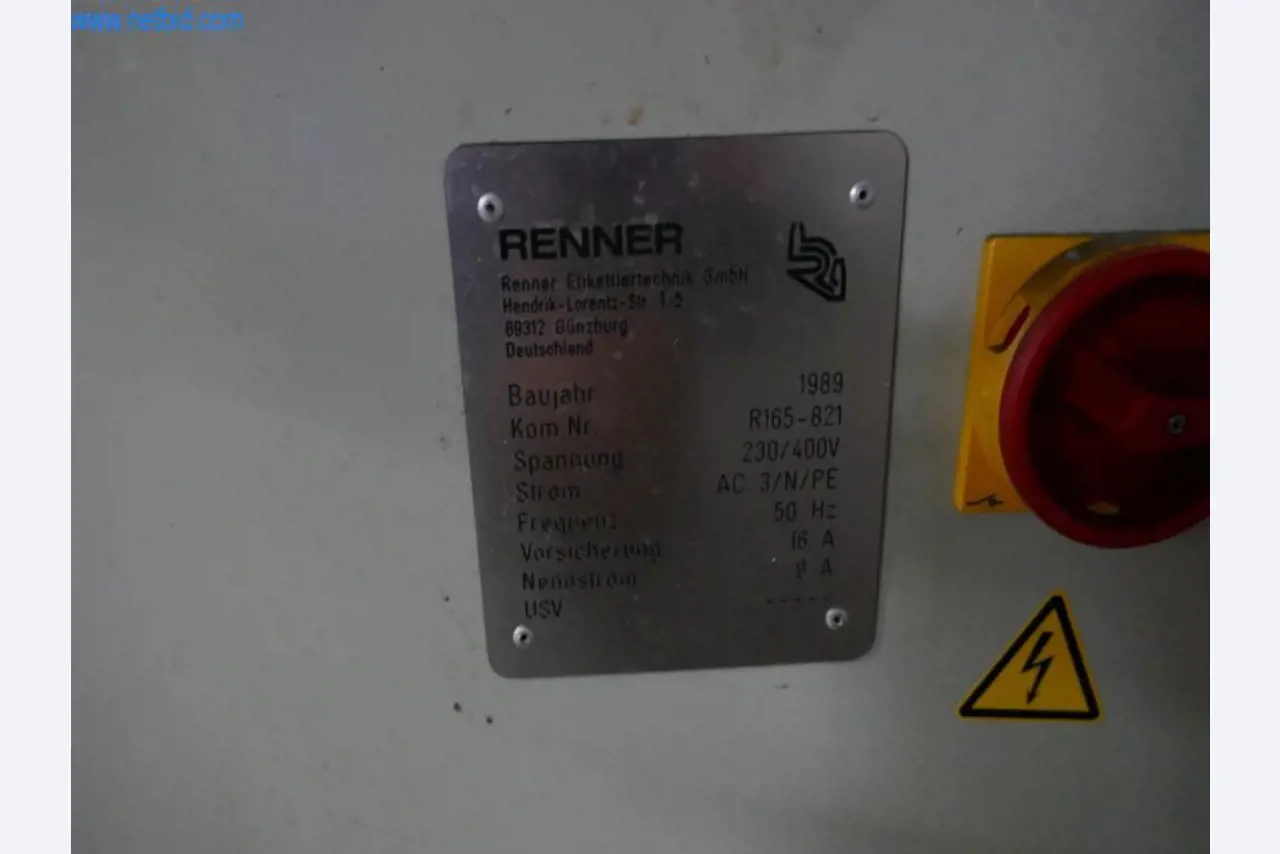 www.netbid.com
RENNER
Renner Etikettiertechnik GmbH
Hendrik-Lorentz-Str. 1-5
89312 Günzburg
Deutschland
Baujahr 1989
Kom.Nr. R165-821
Spannung 230/400V
Strom AC 3/N/PE
Frequenz 50 Hz
Vorsicherung 16 A
Nennstrom 9 A
USV -----